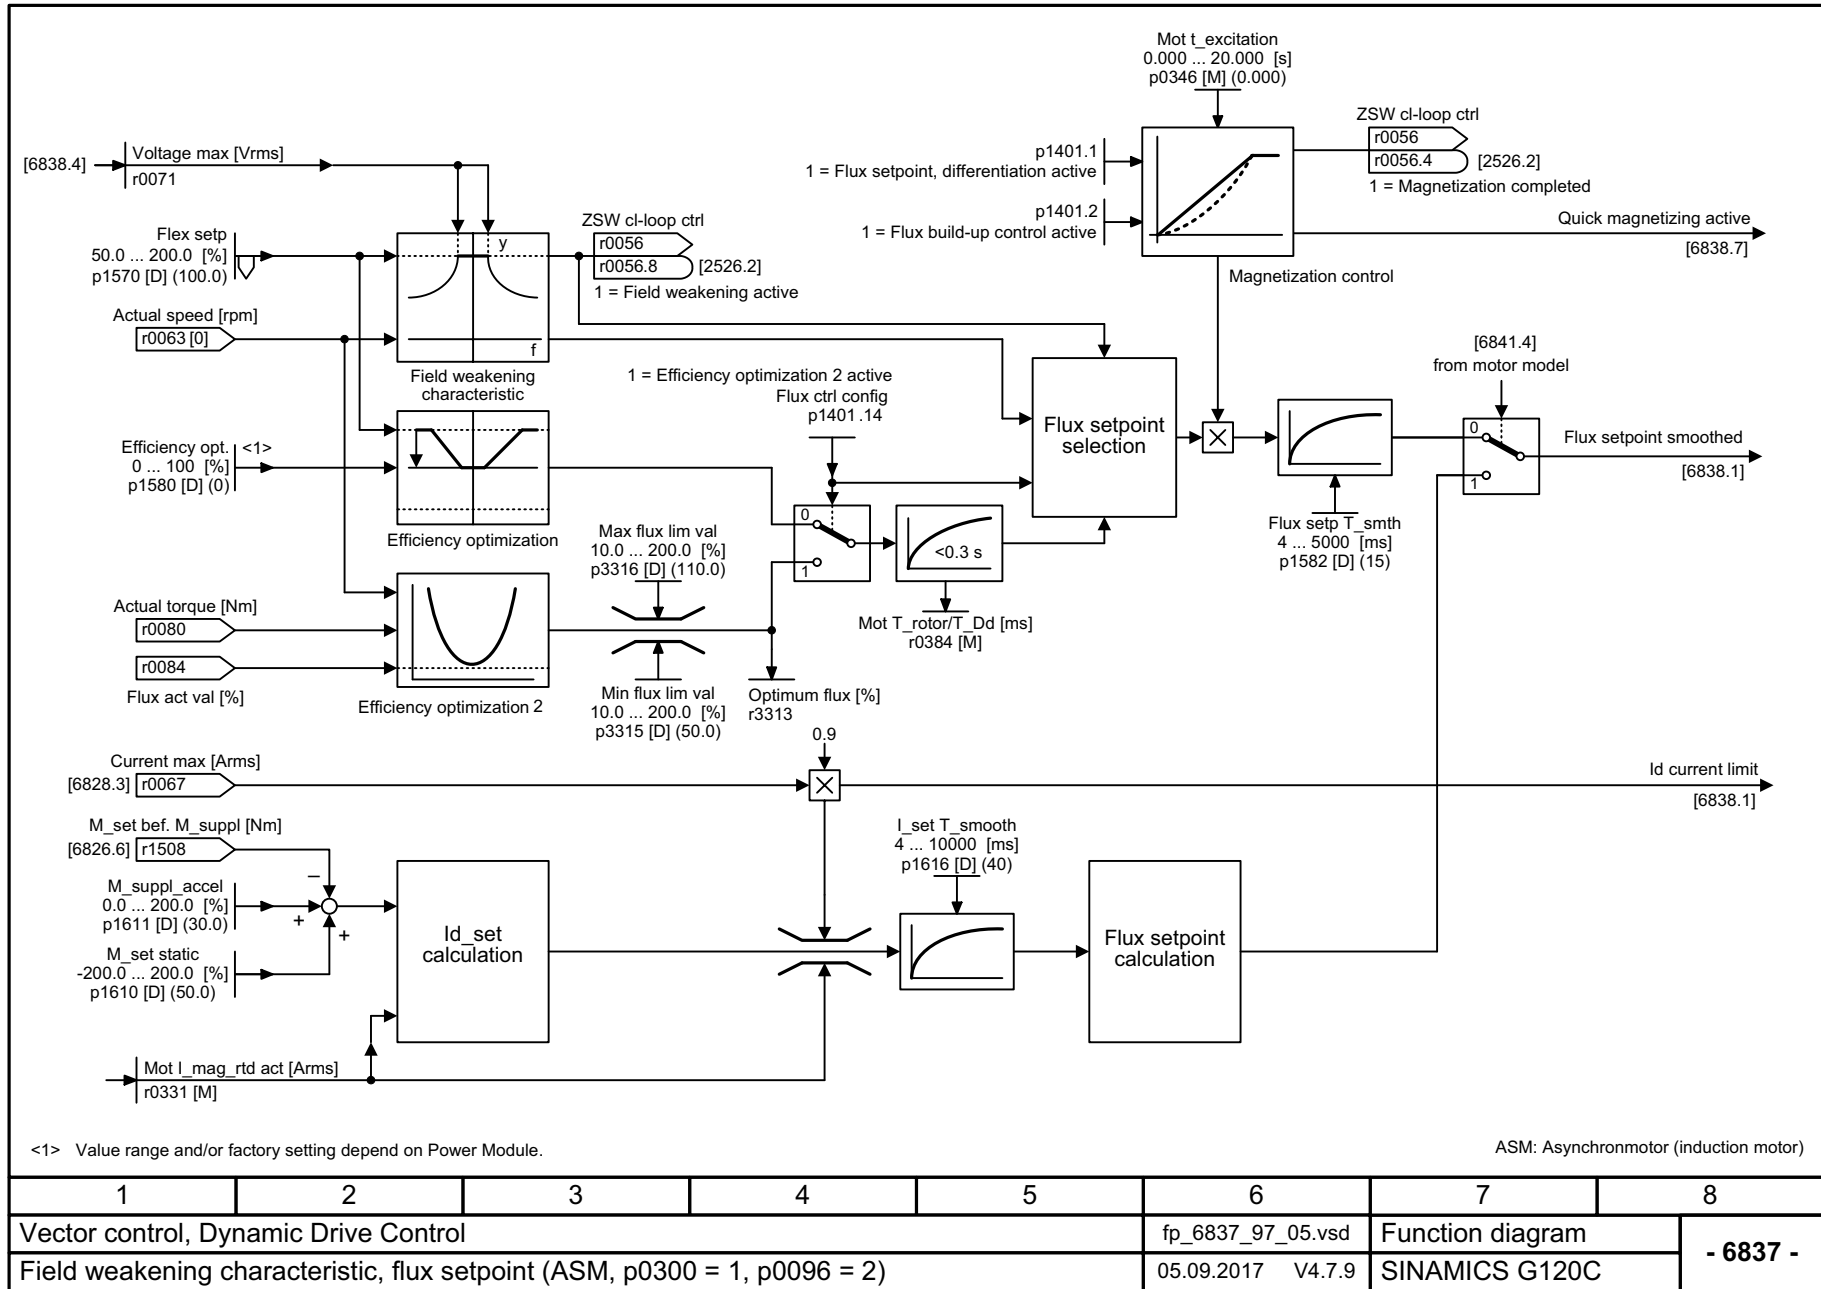 Mot t_excitation
0.000 ... 20.000 [s]
p0346 [M] (0.000)
ZSW cl-loop ctrl
r0056
r0056.4
[2526.2]
1 = Magnetization completed
p1401.1
1 = Flux setpoint, differentiation active
p1401.2
1 = Flux build-up control active
Quick magnetizing active
[6838.7]
Magnetization control
[6838.4]
Voltage max [Vrms]
r0071
Flex setp
50.0 ... 200.0 [%]
p1570 [D] (100.0)
y
f
ZSW cl-loop ctrl
r0056
r0056.8
[2526.2]
1 = Field weakening active
Actual speed [rpm]
r0063 [0]
Field weakening
characteristic
1 = Efficiency optimization 2 active
Flux ctrl config
p1401 .14
Flux setpoint
selection
[6841.4]
from motor model
0
1
Flux setpoint smoothed
[6838.1]
Efficiency opt.
<1>
0 ... 100 [%]
p1580 [D] (0)
Efficiency optimization
0
1
<0.3 s
Mot T_rotor/T_Dd [ms]
r0384 [M]
Flux setp T_smth
4 ... 5000 [ms]
p1582 [D] (15)
Max flux lim val
10.0 ... 200.0 [%]
p3316 [D] (110.0)
Actual torque [Nm]
r0080
r0084
Flux act val [%]
Efficiency optimization 2
Min flux lim val
10.0 ... 200.0 [%]
p3315 [D] (50.0)
Optimum flux [%]
r3313
0.9
Current max [Arms]
[6828.3]
r0067
Id current limit
[6838.1]
M_set bef. M_suppl [Nm]
[6826.6]
r1508
−
M_suppl_accel
0.0 ... 200.0 [%]
p1611 [D] (30.0)
+
+
M_set static
-200.0 ... 200.0 [%]
p1610 [D] (50.0)
Id_set
calculation
I_set T_smooth
4 ... 10000 [ms]
p1616 [D] (40)
Flux setpoint
calculation
Mot I_mag_rtd act [Arms]
r0331 [M]
<1> Value range and/or factory setting depend on Power Module.
ASM: Asynchronmotor (induction motor)
1 2 3 4 5 6 7 8
Vector control, Dynamic Drive Control
fp_6837_97_05.vsd
Function diagram
- 6837 -
Field weakening characteristic, flux setpoint (ASM, p0300 = 1, p0096 = 2)
05.09.2017 V4.7.9
SINAMICS G120C